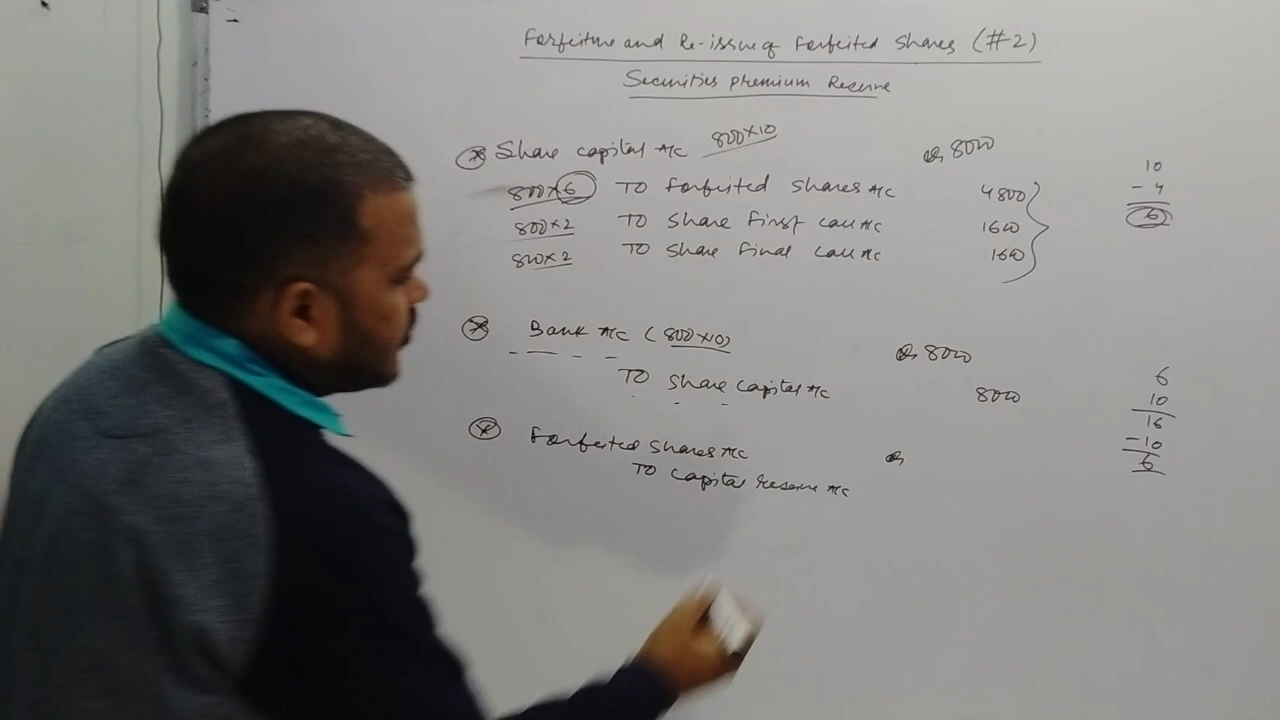 Forfeiture and Re-issue of Forfeited Shares (#2)
Securities Premium Reserve
Share capital A/C 800×10 Dr 8000
800×6 To Forfeited Shares A/C 4800
800×2 To Share First Call A/C 1600
800×2 To Share Final Call A/C 1600
10
- 4
6
Bank A/C (800×10) Dr 8000
To Share Capital A/C 8000
Forfeited Shares A/C Dr
To Capital Reserve A/C
6
10
16
-10
6